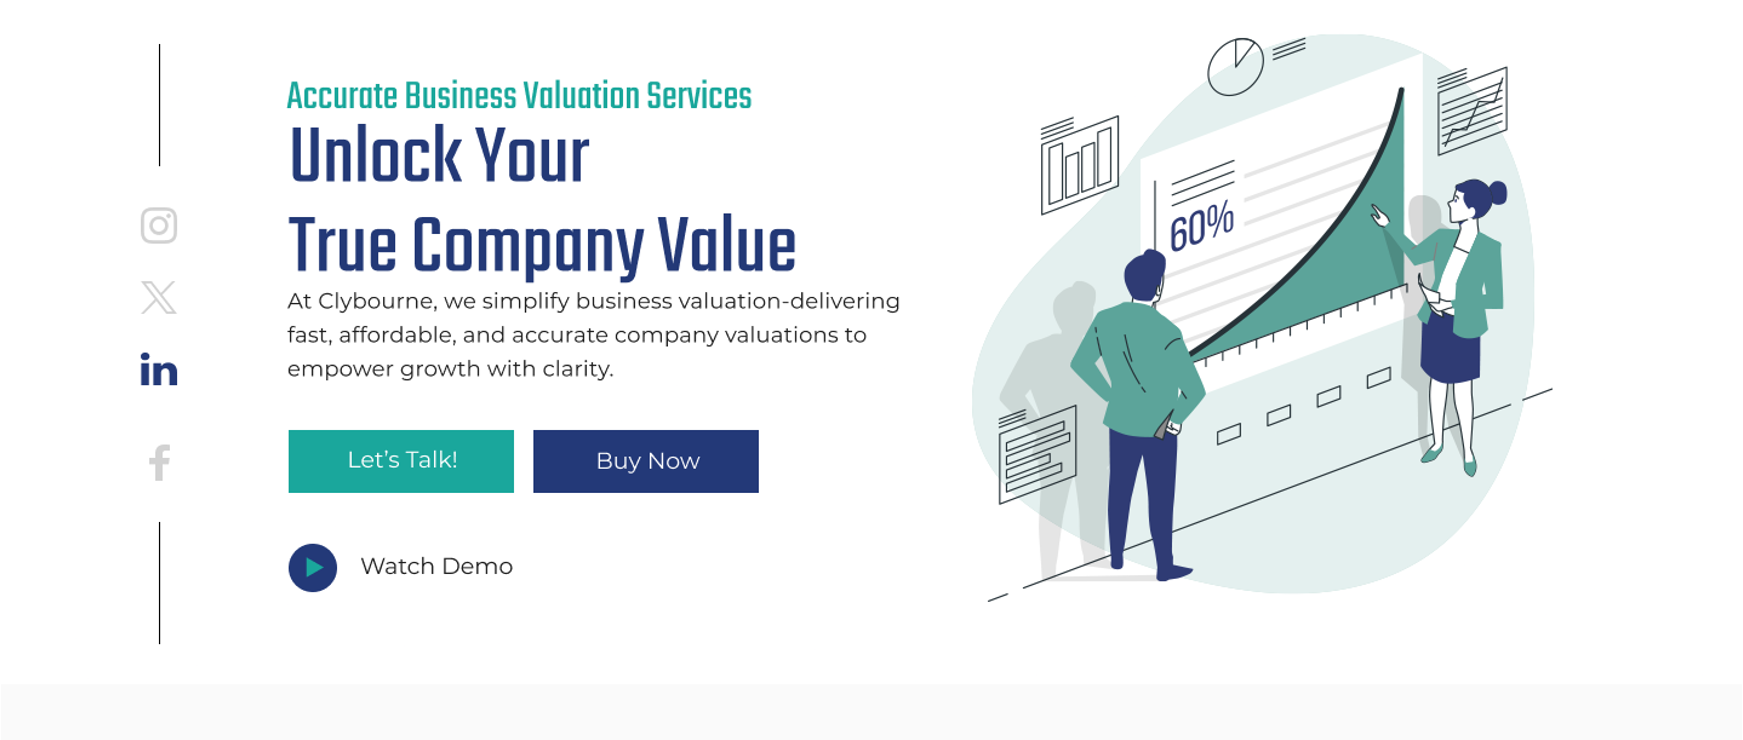 Accurate Business Valuation Services
Unlock Your
True Company Value
At Clybourne, we simplify business valuation-delivering
fast, affordable, and accurate company valuations to
empower growth with clarity.
Let’s Talk!
Buy Now
Watch Demo
60%
in